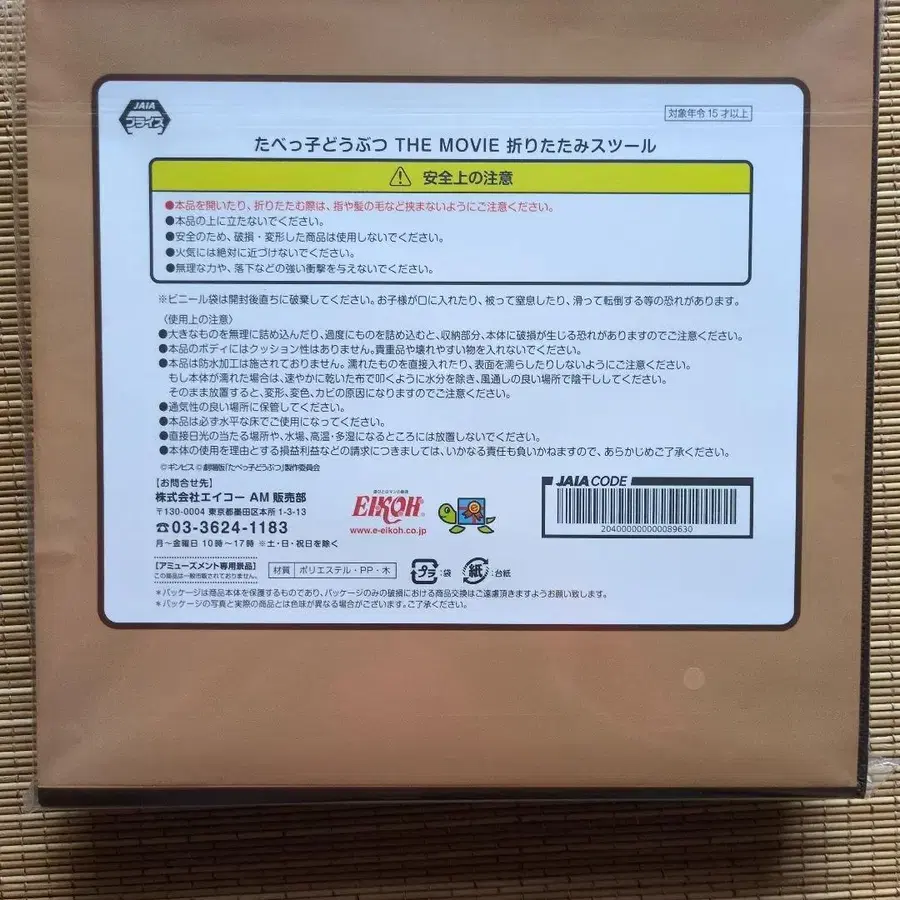 JAIA
プライズ
対象年令15才以上
たべっ子どうぶつ THE MOVIE 折りたたみスツール
安全上の注意
●本品を開いたり、折りたたむ際は、指や髪の毛など挟まないようにご注意ください。
●本品の上に立たないでください。
●安全のため、破損・変形した商品は使用しないでください。
●火気には絶対に近づけないでください。
●無理な力や、落下などの強い衝撃を与えないでください。
※ビニール袋は開封後直ちに破棄してください。お子様が口に入れたり、被って窒息したり、滑って転倒する等の恐れがあります。
〈使用上の注意〉
●大きなものを無理に詰め込んだり、過度にものを詰め込むと、収納部分、本体に破損が生じる恐れがありますのでご注意ください。
●本品のボディにはクッション性はありません。貴重品や壊れやすい物を入れないでください。
●本品は防水加工は施されておりません。濡れたものを直接入れたり、表面を濡らしたりしないようにご注意ください。
もし本体が濡れた場合は、速やかに乾いた布で叩くように水分を除き、風通しの良い場所で陰干ししてください。
そのまま放置すると、変形、変色、カビの原因になりますのでご注意ください。
●通気性の良い場所に保管してください。
●本品は必ず水平な床でご使用になってください。
●直接日光の当たる場所や、水場、高温・多湿になるところには放置しないでください。
●本体の使用を理由とする損益利益などの請求につきましては、いかなる責任も負いかねますので、あらかじめご了承ください。
©ギンビス ©劇場版「たべっ子どうぶつ」製作委員会
【お問合せ先】
株式会社エイコー AM 販売部
〒130-0004 東京都墨田区本所 1-3-13
☎03-3624-1183
月～金曜日 10時～17時 ※土・日・祝日を除く
EIKOH
www.e-eikoh.co.jp
JAIA CODE
204000000000089630
【アミューズメント専用景品】
この景品は一般市販されておりません。
材質 ポリエステル・PP・木
プラ :袋
紙 :台紙
＊パッケージは商品本体を保護するものであり、パッケージのみの破損における商品交換はご遠慮頂きますようお願い致します。
＊パッケージの写真と実際の商品とは色味が異なる場合がございます。ご了承ください。